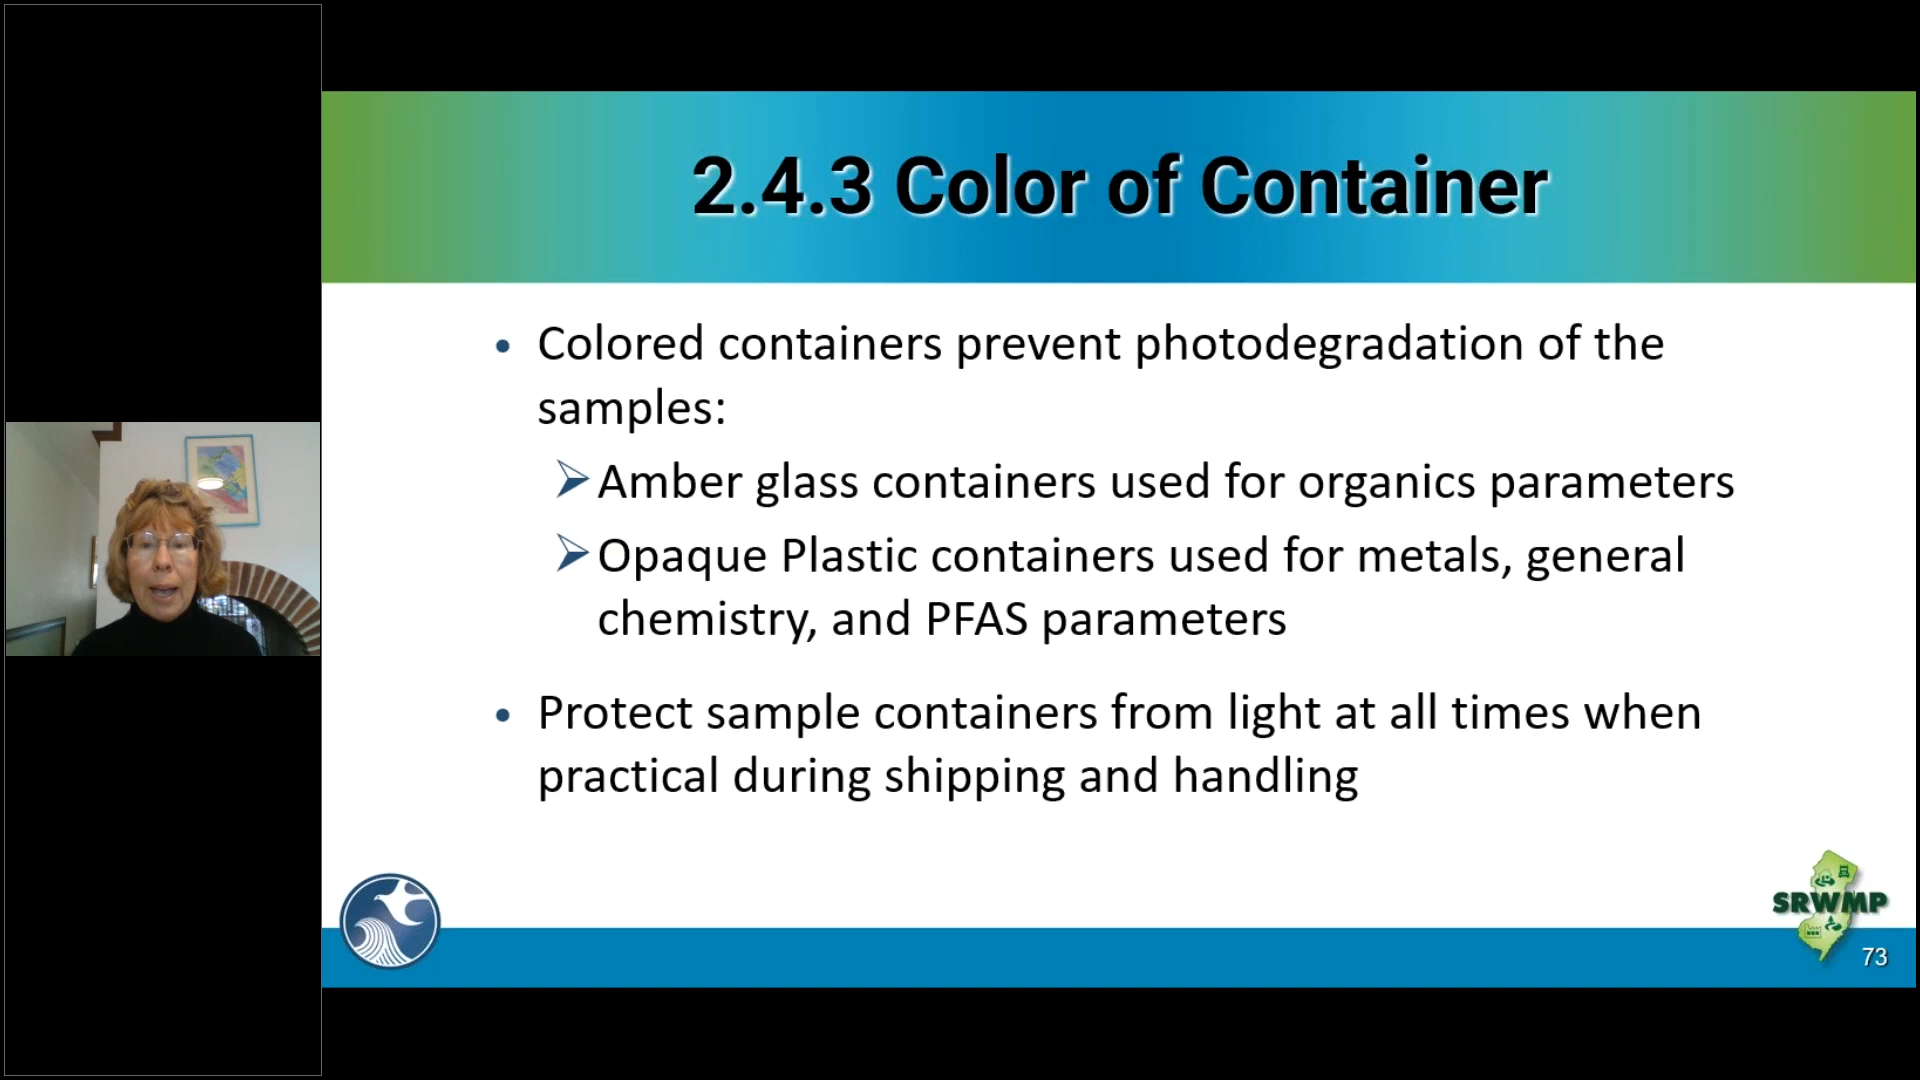 2.4.3 Color of Container
• Colored containers prevent photodegradation of the
samples:
➢Amber glass containers used for organics parameters
➢Opaque Plastic containers used for metals, general
chemistry, and PFAS parameters
• Protect sample containers from light at all times when
practical during shipping and handling
SRWMP
73